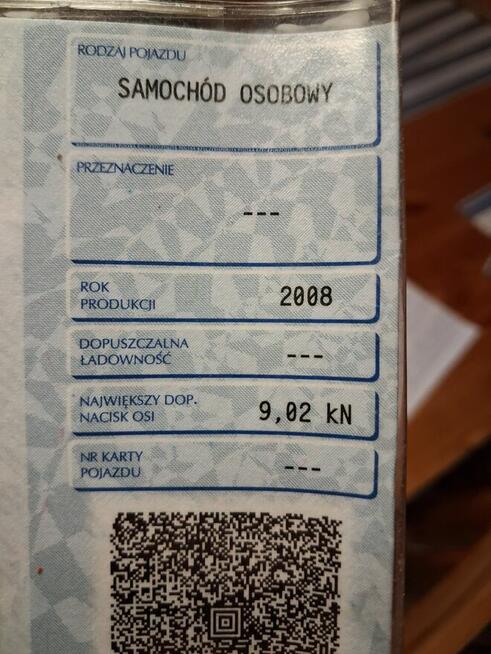 RODZAJ POJAZDU
SAMOCHÓD OSOBOWY
PRZEZNACZENIE
---
ROK
PRODUKCJI
2008
DOPUSZCZALNA
ŁADOWNOŚĆ
---
NAJWIĘKSZY DOP.
NACISK OSI
9,02 kN
NR KARTY
POJAZDU
---